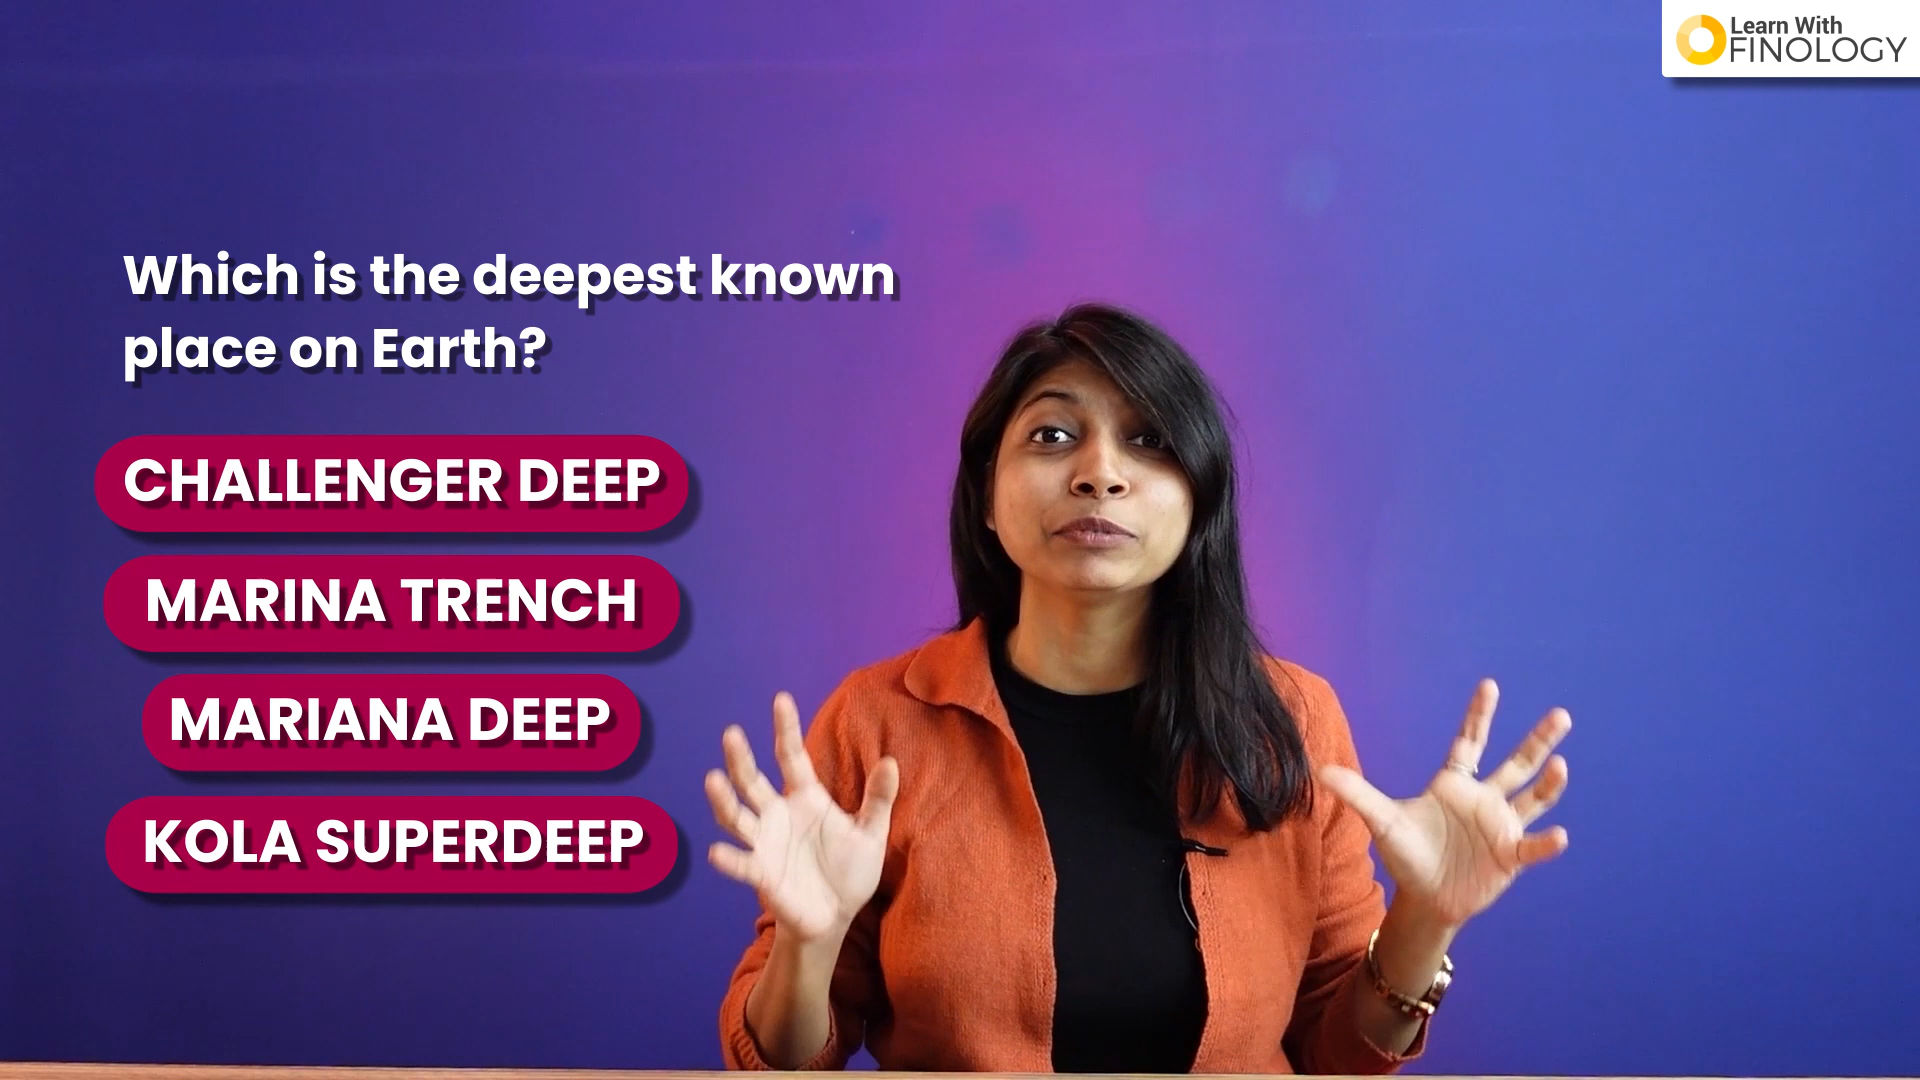 Learn With
FINOLOGY
Which is the deepest known
place on Earth?
CHALLENGER DEEP
MARINA TRENCH
MARIANA DEEP
KOLA SUPERDEEP